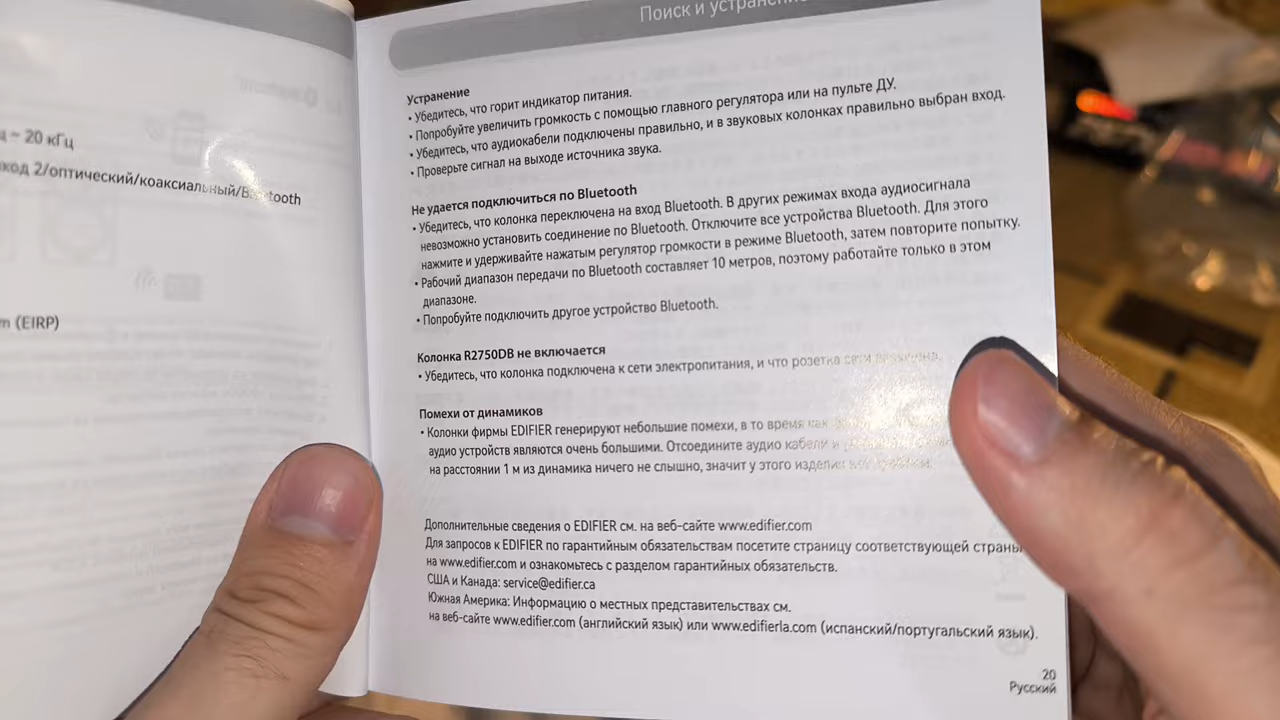 ~ 20 кГц
2/оптический/коаксиальный/Bluetooth
(EIRP)
Поиск и
Устранение
• Убедитесь, что горит индикатор питания.
• Попробуйте увеличить громкость с помощью главного регулятора или на пульте ДУ.
• Убедитесь, что аудиокабели подключены правильно, и в звуковых колонках правильно выбран вход.
• Проверьте сигнал на выходе источника звука.
Не удается подключиться по Bluetooth
• Убедитесь, что колонка переключена на вход Bluetooth. В других режимах входа аудиосигнала
невозможно установить соединение по Bluetooth. Отключите все устройства Bluetooth. Для этого
нажмите и удерживайте нажатым регулятор громкости в режиме Bluetooth, затем повторите попытку.
• Рабочий диапазон передачи по Bluetooth составляет 10 метров, поэтому работайте только в этом
диапазоне.
• Попробуйте подключить другое устройство Bluetooth.
Колонка R2750DB не включается
• Убедитесь, что колонка подключена к сети электропитания, и что розетка сети
Помехи от динамиков
• Колонки фирмы EDIFIER генерируют небольшие помехи, в то время как
аудио устройств являются очень большими. Отсоедините аудио кабели и
на расстоянии 1 м из динамика ничего не слышно, значит у этого изделия
Дополнительные сведения о EDIFIER см. на веб-сайте www.edifier.com
Для запросов к EDIFIER по гарантийным обязательствам посетите страницу соответствующей страны
на www.edifier.com и ознакомьтесь с разделом гарантийных обязательств.
США и Канада: service@edifier.ca
Южная Америка: Информацию о местных представительствах см.
на веб-сайте www.edifier.com (английский язык) или www.edifierla.com (испанский/португальский язык).
20
Русский